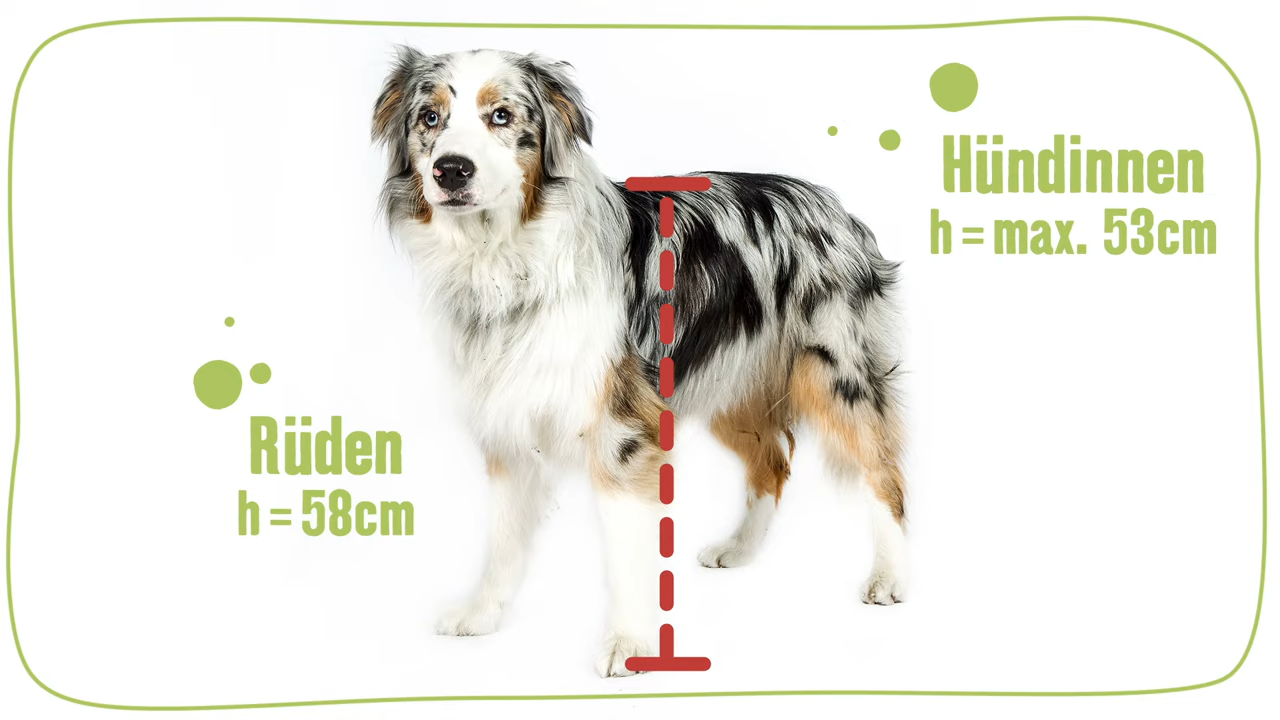 Hündinnen
h = max. 53cm
Rüden
h = 58cm